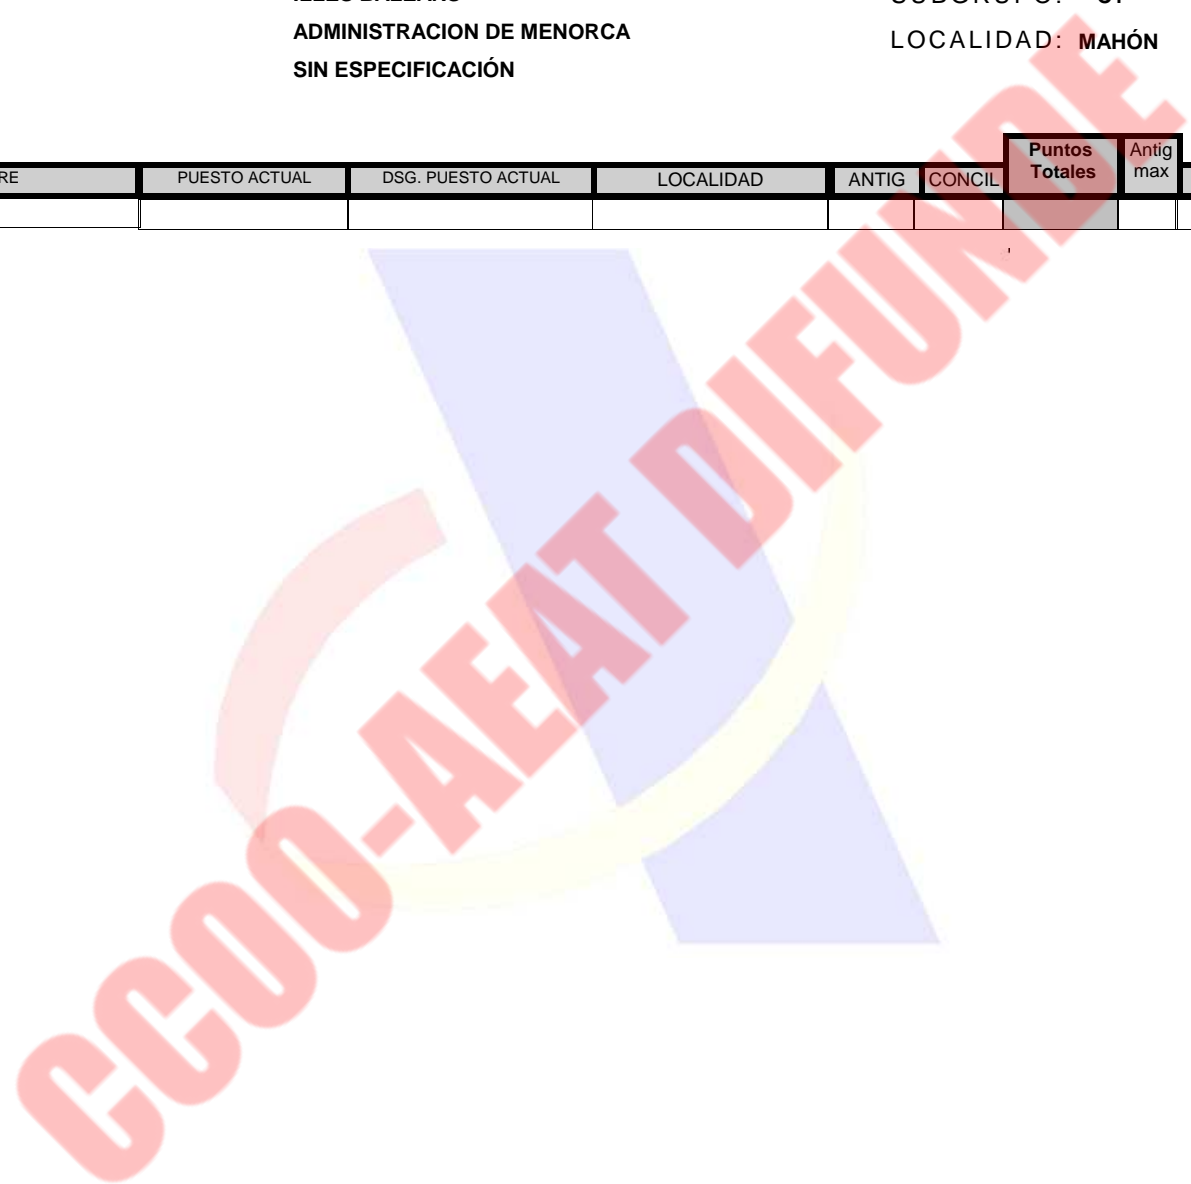 ADMINISTRACION DE MENORCA
LOCALIDAD: MAHÓN
SIN ESPECIFICACIÓN
RE PUESTO ACTUAL DSG. PUESTO ACTUAL LOCALIDAD ANTIG CONCIL Puntos Totales Antig max
CCOO-AEAT DIFUNDE